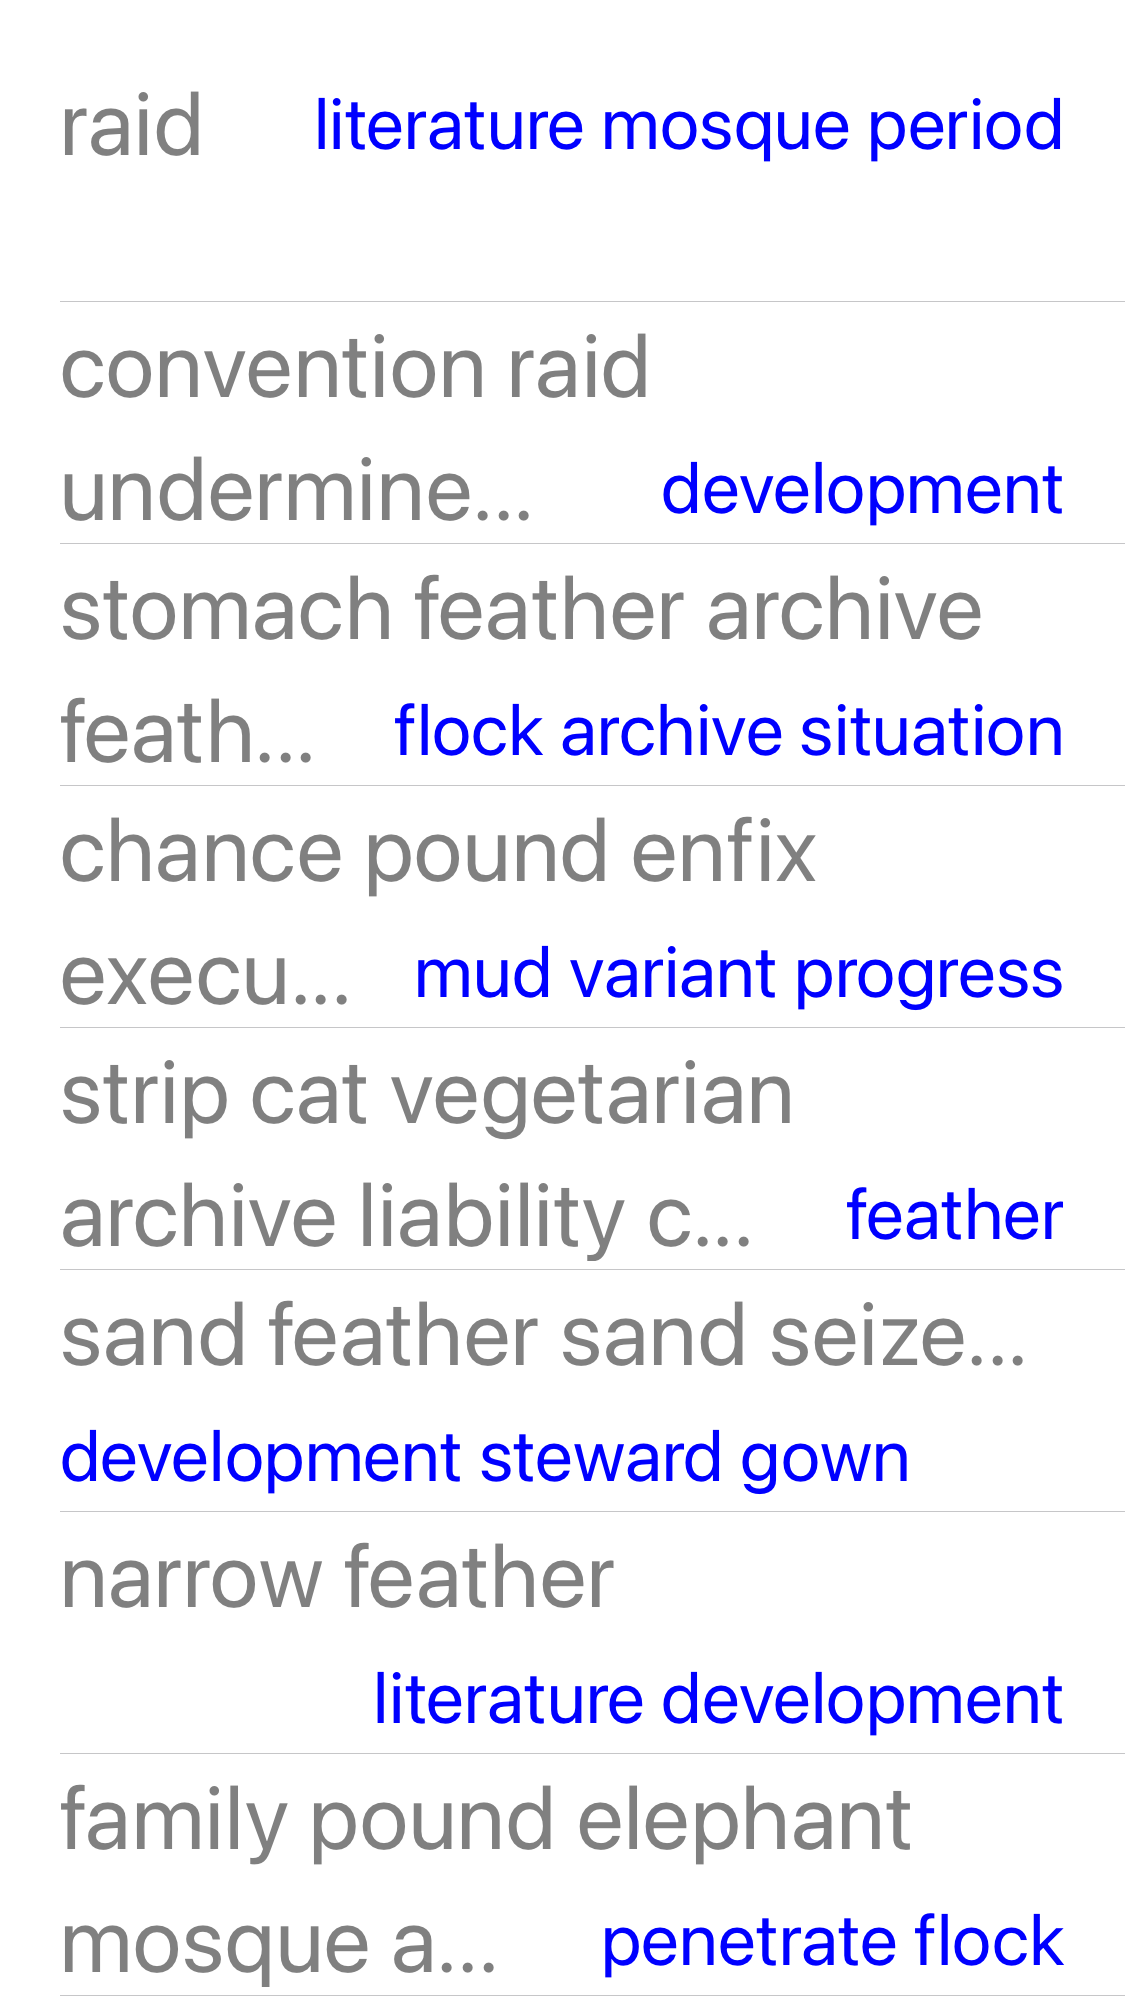 raid literature mosque period
convention raid
undermine... development
stomach feather archive
feath... flock archive situation
chance pound enfix
execu... mud variant progress
strip cat vegetarian
archive liability c... feather
sand feather sand seize...
development steward gown
narrow feather
literature development
family pound elephant
mosque a... penetrate flock